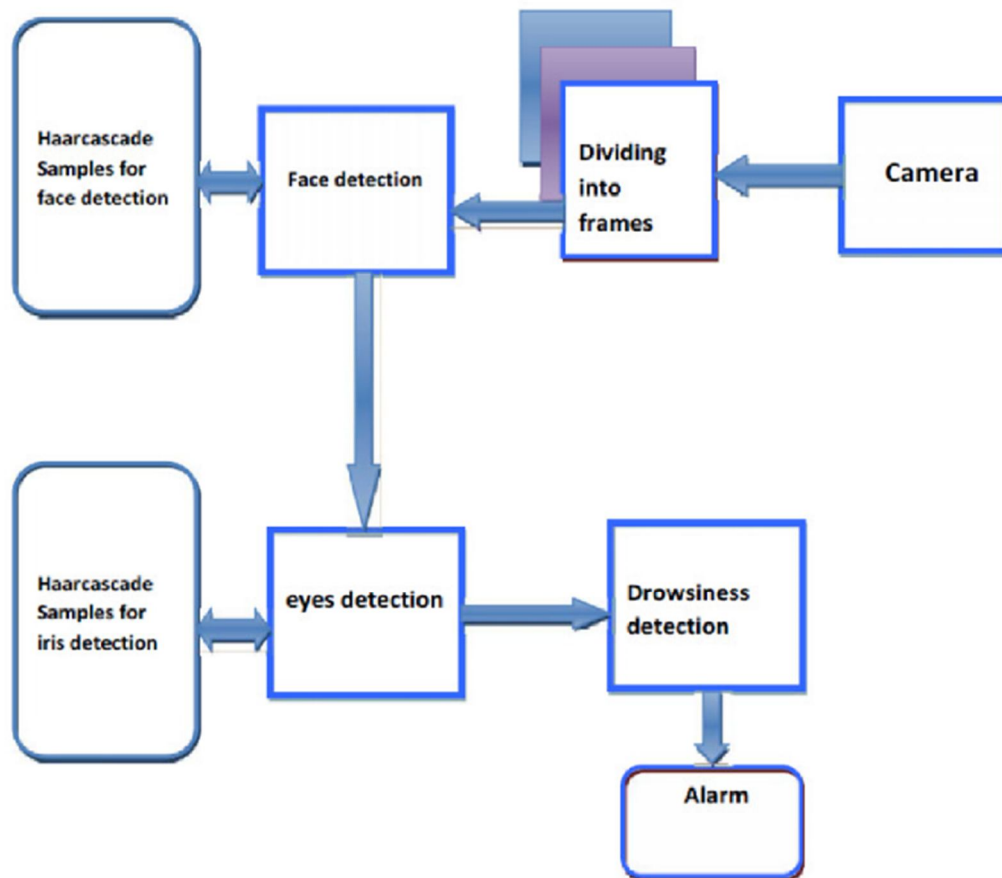 Haarcascade
Samples for
face detection
Face detection
Dividing
into
frames
Camera
Haarcascade
Samples for
iris detection
eyes detection
Drowsiness
detection
Alarm